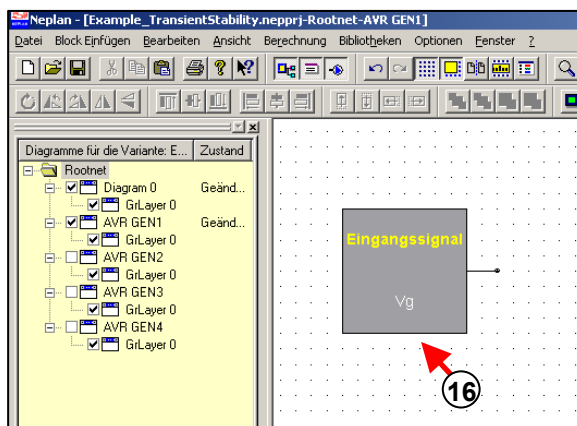 Neplan - [Example_TransientStability.nepprj-Rootnet-AVR GEN1]
Datei Block Einfügen Bearbeiten Ansicht Berechnung Bibliotheken Optionen Fenster ?
Diagramme für die Variante: E... Zustand
Rootnet
Diagram 0 Geänd...
GrLayer 0
AVR GEN1 Geänd...
GrLayer 0
AVR GEN2
GrLayer 0
AVR GEN3
GrLayer 0
AVR GEN4
GrLayer 0
Eingangssignal
Vg
16